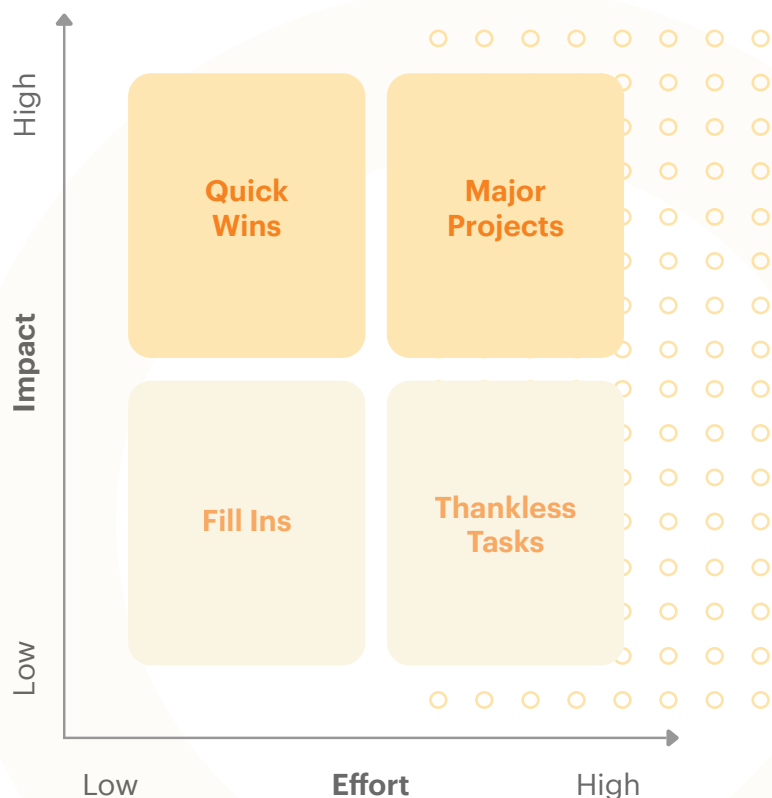 High
Quick
Wins
Major
Projects
Impact
Fill Ins
Thankless
Tasks
Low
Low
Effort
High